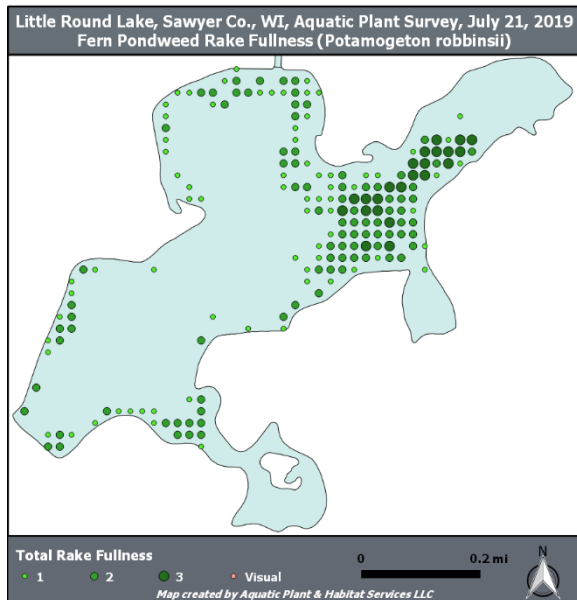 Little Round Lake, Sawyer Co., WI, Aquatic Plant Survey, July 21, 2019
Fern Pondweed Rake Fullness (Potamogeton robbinsii)
Total Rake Fullness
1 2 3 Visual
0 0.2 mi
N
Map created by Aquatic Plant & Habitat Services LLC